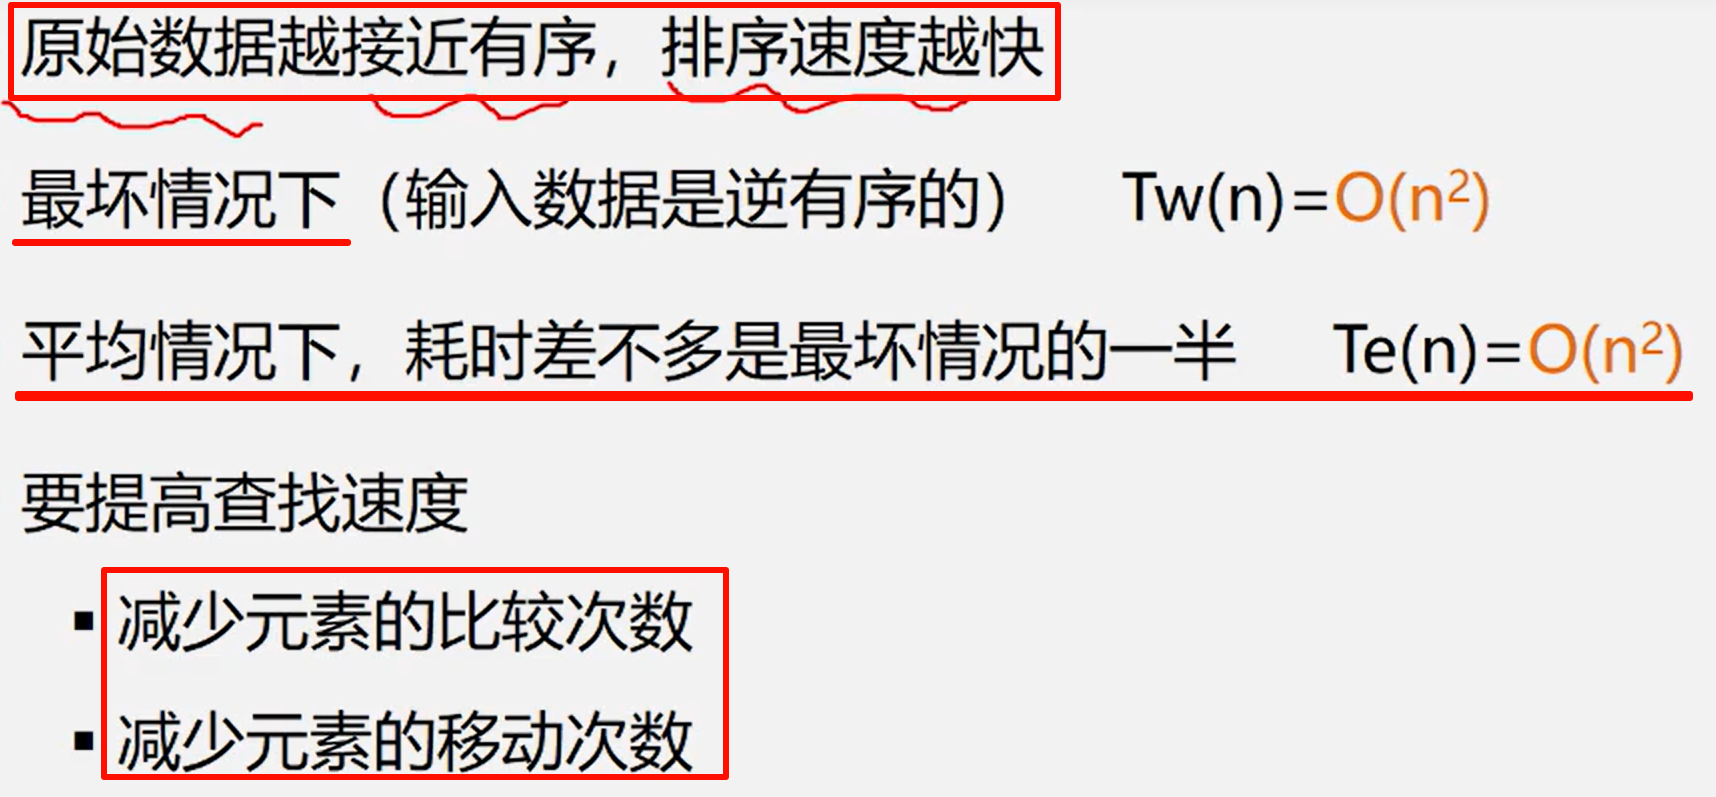 原始数据越接近有序，排序速度越快
最坏情况下（输入数据是逆有序的） Tw(n)=O(n²)
平均情况下，耗时差不多是最坏情况的一半 Te(n)=O(n²)
要提高查找速度
▪ 减少元素的比较次数
▪ 减少元素的移动次数